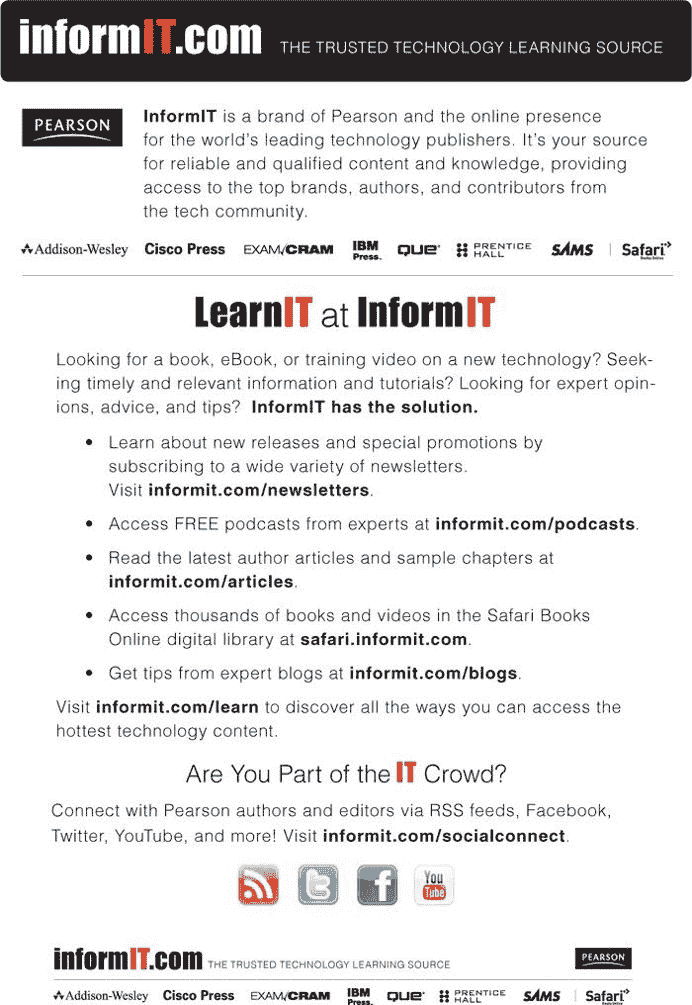 informIT.com THE TRUSTED TECHNOLOGY LEARNING SOURCE
PEARSON
InformIT is a brand of Pearson and the online presence
for the world's leading technology publishers. It's your source
for reliable and qualified content and knowledge, providing
access to the top brands, authors, and contributors from
the tech community.
Addison-Wesley Cisco Press EXAM/CRAM IBM Press. QUE PRENTICE HALL SAMS Safari Books Online
LearnIT at InformIT
Looking for a book, eBook, or training video on a new technology? Seek-
ing timely and relevant information and tutorials? Looking for expert opin-
ions, advice, and tips? InformIT has the solution.
• Learn about new releases and special promotions by
subscribing to a wide variety of newsletters.
Visit informit.com/newsletters.
• Access FREE podcasts from experts at informit.com/podcasts.
• Read the latest author articles and sample chapters at
informit.com/articles.
• Access thousands of books and videos in the Safari Books
Online digital library at safari.informit.com.
• Get tips from expert blogs at informit.com/blogs.
Visit informit.com/learn to discover all the ways you can access the
hottest technology content.
Are You Part of the IT Crowd?
Connect with Pearson authors and editors via RSS feeds, Facebook,
Twitter, YouTube, and more! Visit informit.com/socialconnect.
t f You Tube
informIT.com THE TRUSTED TECHNOLOGY LEARNING SOURCE PEARSON
Addison-Wesley Cisco Press EXAM/CRAM IBM Press. QUE PRENTICE HALL SAMS Safari